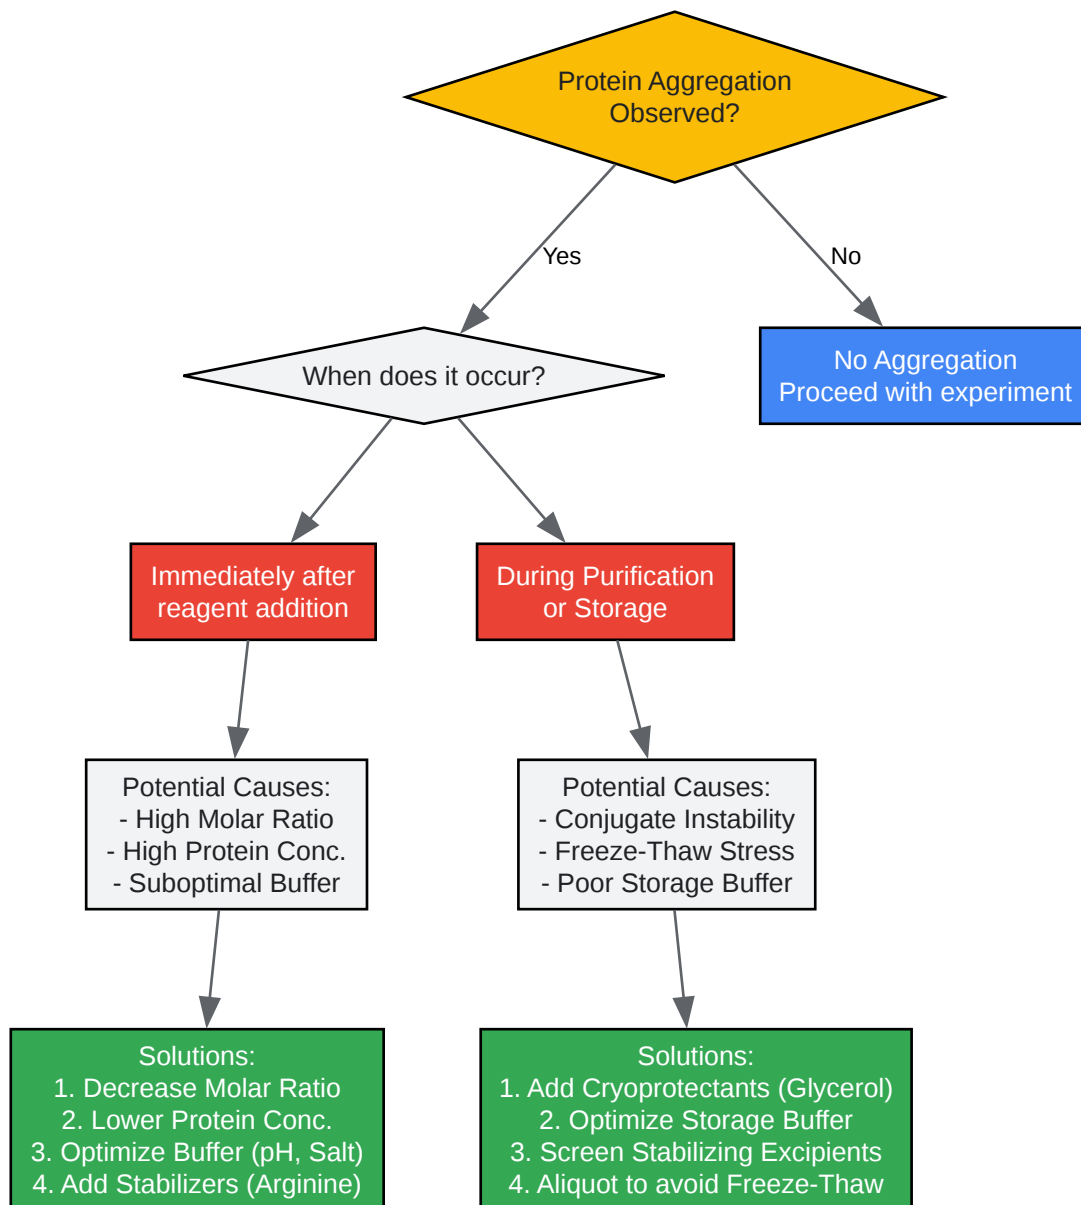 Protein Aggregation
Observed?
Yes
No
When does it occur?
No Aggregation
Proceed with experiment
Immediately after
reagent addition
During Purification
or Storage
Potential Causes:
- High Molar Ratio
- High Protein Conc.
- Suboptimal Buffer
Potential Causes:
- Conjugate Instability
- Freeze-Thaw Stress
- Poor Storage Buffer
Solutions:
1. Decrease Molar Ratio
2. Lower Protein Conc.
3. Optimize Buffer (pH, Salt)
4. Add Stabilizers (Arginine)
Solutions:
1. Add Cryoprotectants (Glycerol)
2. Optimize Storage Buffer
3. Screen Stabilizing Excipients
4. Aliquot to avoid Freeze-Thaw